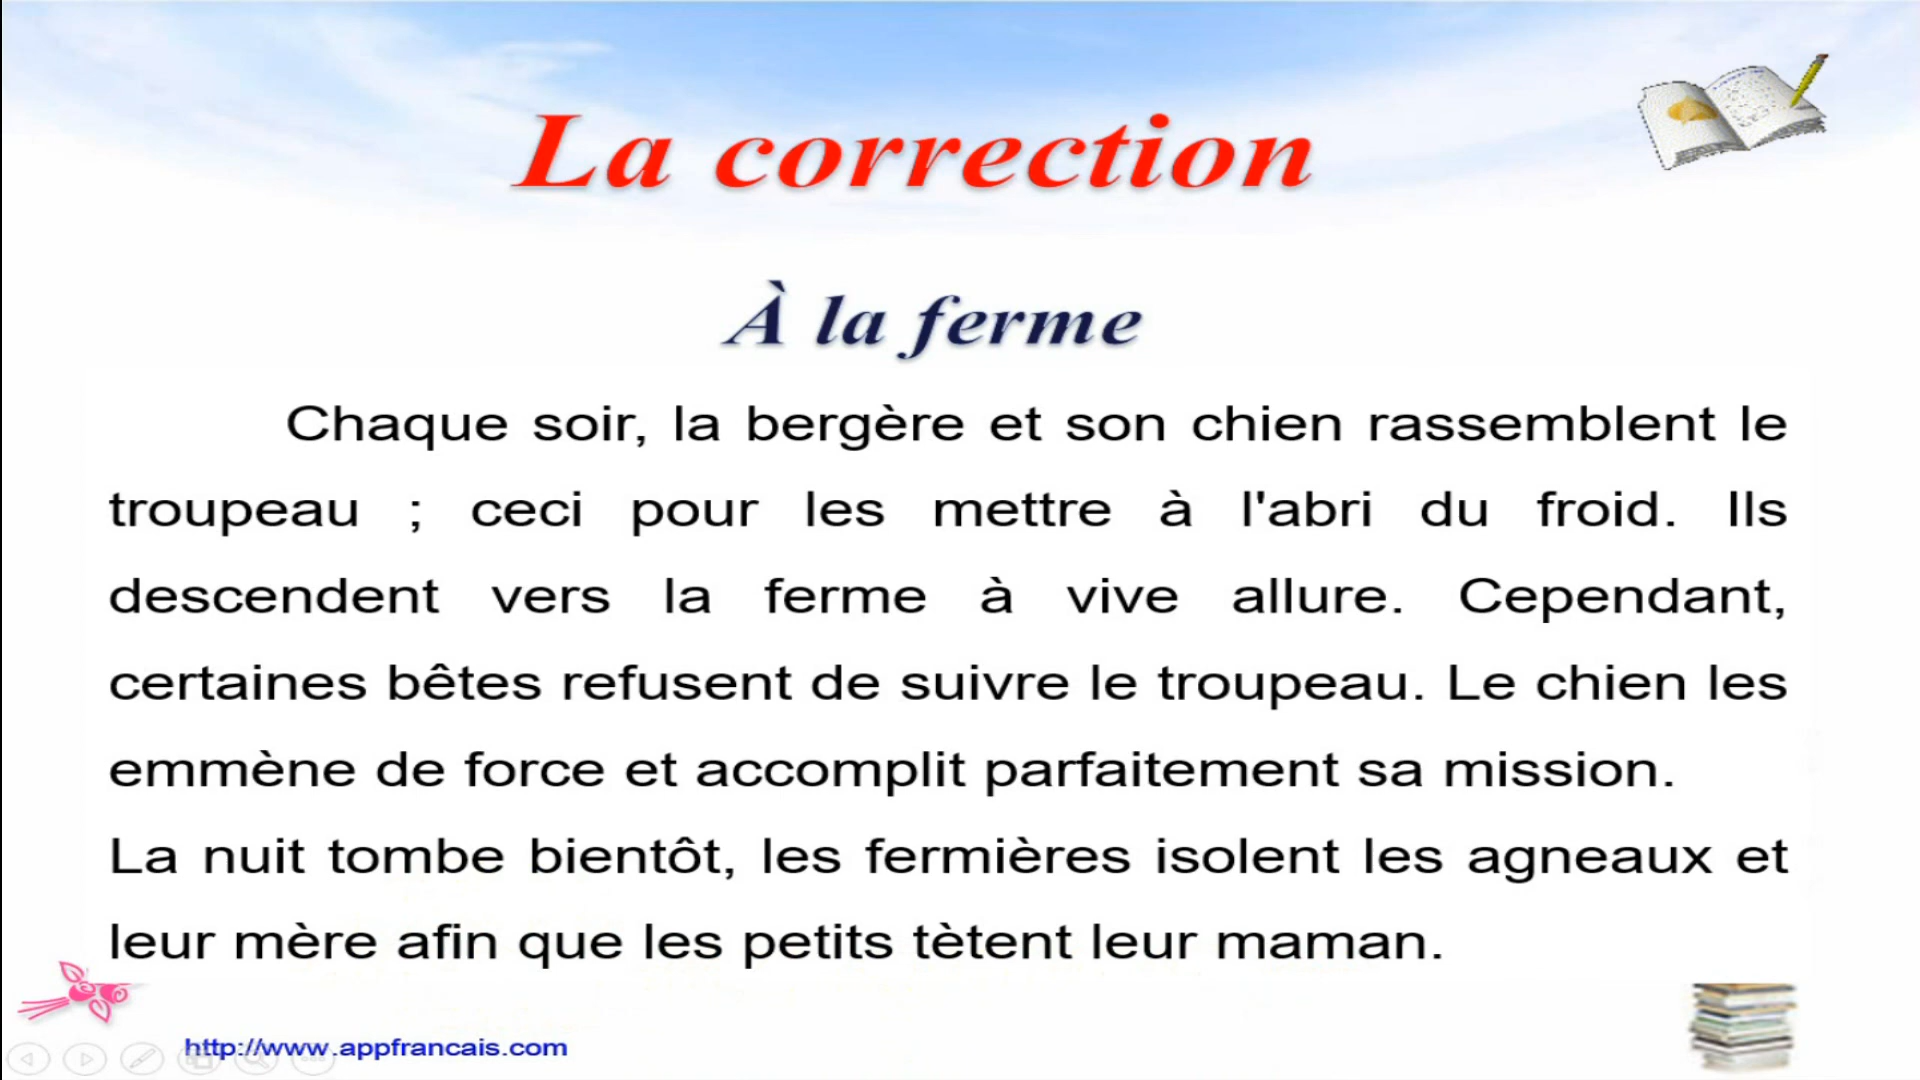 La correction
À la ferme
Chaque soir, la bergère et son chien rassemblent le
troupeau ; ceci pour les mettre à l'abri du froid. Ils
descendent vers la ferme à vive allure. Cependant,
certaines bêtes refusent de suivre le troupeau. Le chien les
emmène de force et accomplit parfaitement sa mission.
La nuit tombe bientôt, les fermières isolent les agneaux et
leur mère afin que les petits tètent leur maman.
http://www.appfrancais.com